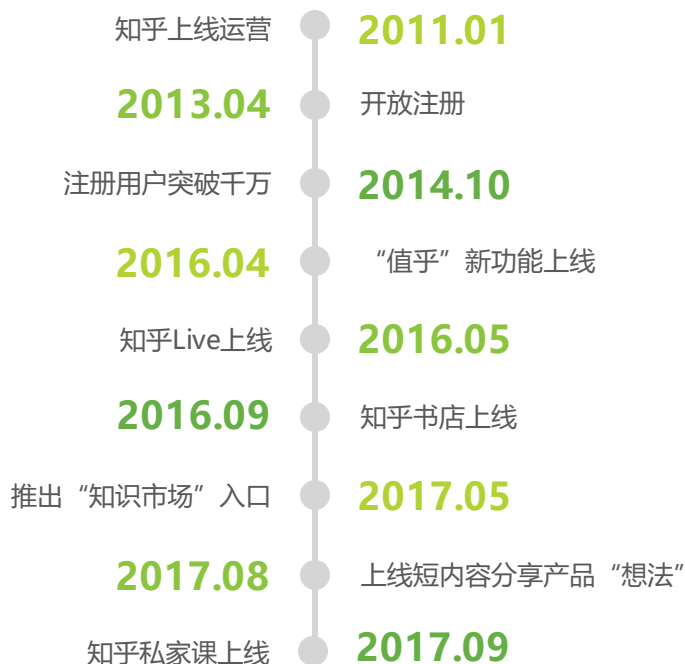 知乎上线运营 2011.01
2013.04 开放注册
注册用户突破千万 2014.10
2016.04 “值乎”新功能上线
知乎Live上线 2016.05
2016.09 知乎书店上线
推出“知识市场”入口 2017.05
2017.08 上线短内容分享产品“想法”
知乎私家课上线 2017.09